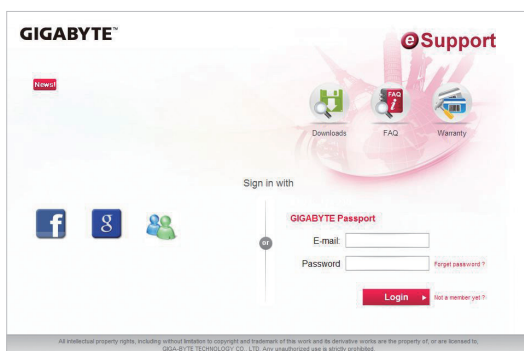 GIGABYTE™
eSupport
News!
FAQ
Downloads
FAQ
Warranty
Sign in with
f
g
or
GIGABYTE Passport
E-mail:
Password
Forget password ?
Login
Not a member yet ?
All intellectual property rights, including without limitation to copyright and trademark of this work and its derivative works are the property of, or are licensed to,
GIGA-BYTE TECHNOLOGY CO., LTD. Any unauthorized use is strictly prohibited.